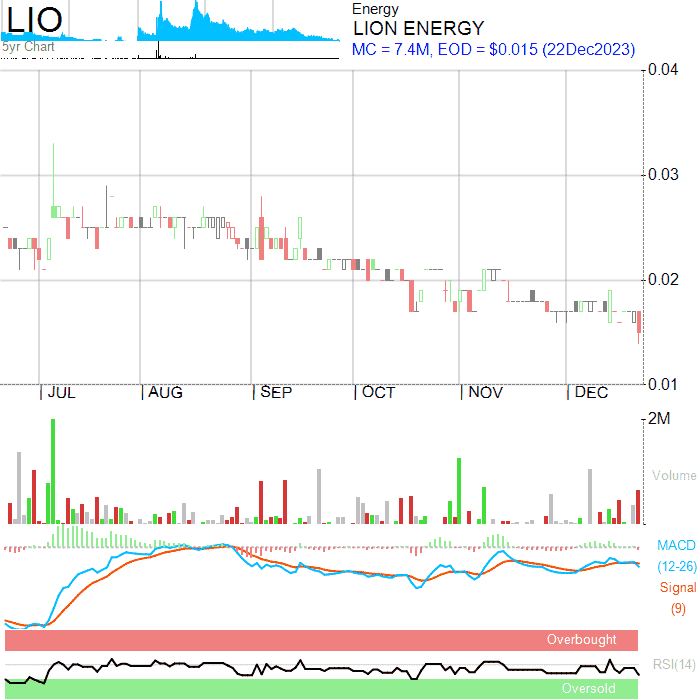 LIO
5yr Chart
Energy
LION ENERGY
MC = 7.4M, EOD = $0.015 (22Dec2023)
0.04
0.03
0.02
0.01
JUL AUG SEP OCT NOV DEC
2M
Volume
MACD
(12-26)
Signal
(9)
Overbought
RSI(14)
Oversold